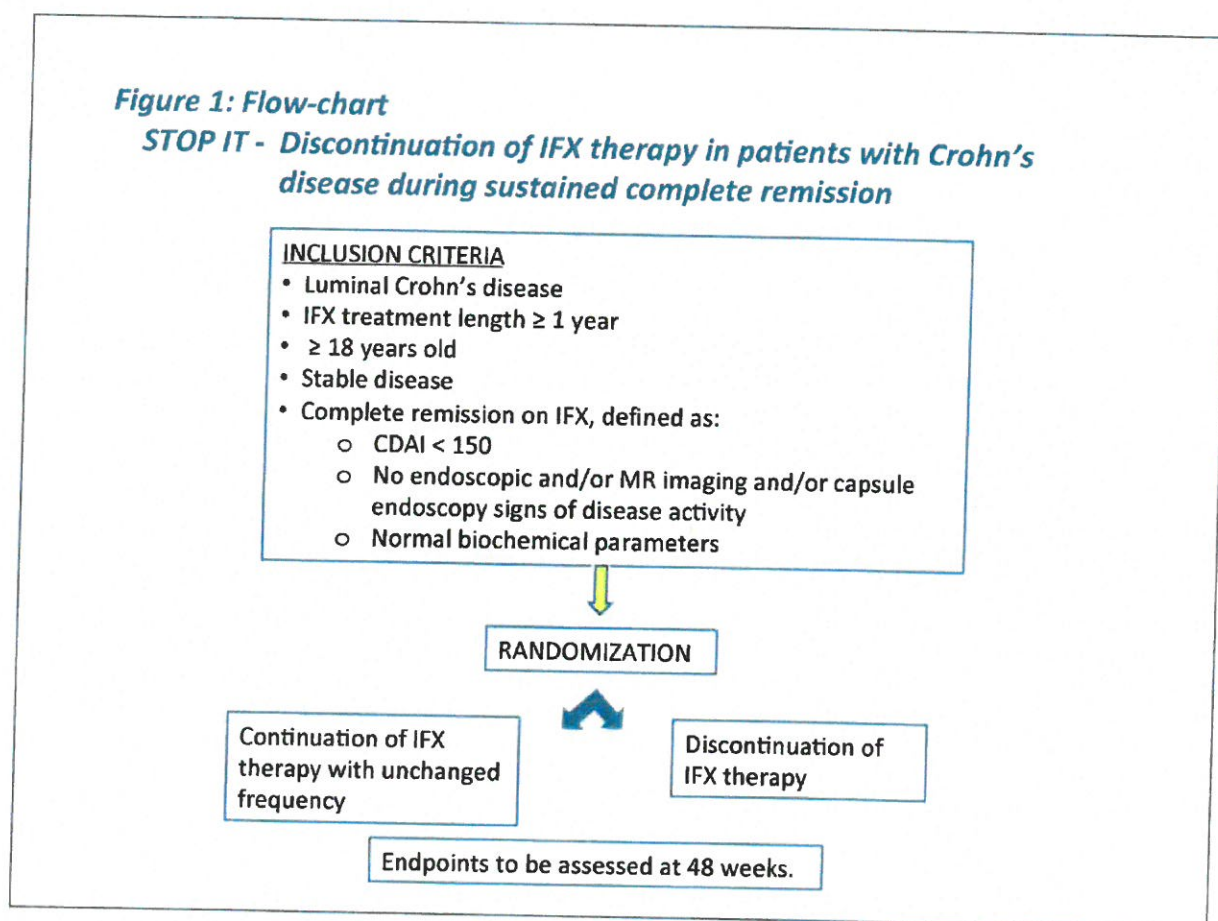 Figure 1: Flow-chart
STOP IT - Discontinuation of IFX therapy in patients with Crohn's
disease during sustained complete remission
INCLUSION CRITERIA
• Luminal Crohn's disease
• IFX treatment length ≥ 1 year
• ≥ 18 years old
• Stable disease
• Complete remission on IFX, defined as:
o CDAI < 150
o No endoscopic and/or MR imaging and/or capsule
endoscopy signs of disease activity
o Normal biochemical parameters
RANDOMIZATION
Continuation of IFX
therapy with unchanged
frequency
Discontinuation of
IFX therapy
Endpoints to be assessed at 48 weeks.